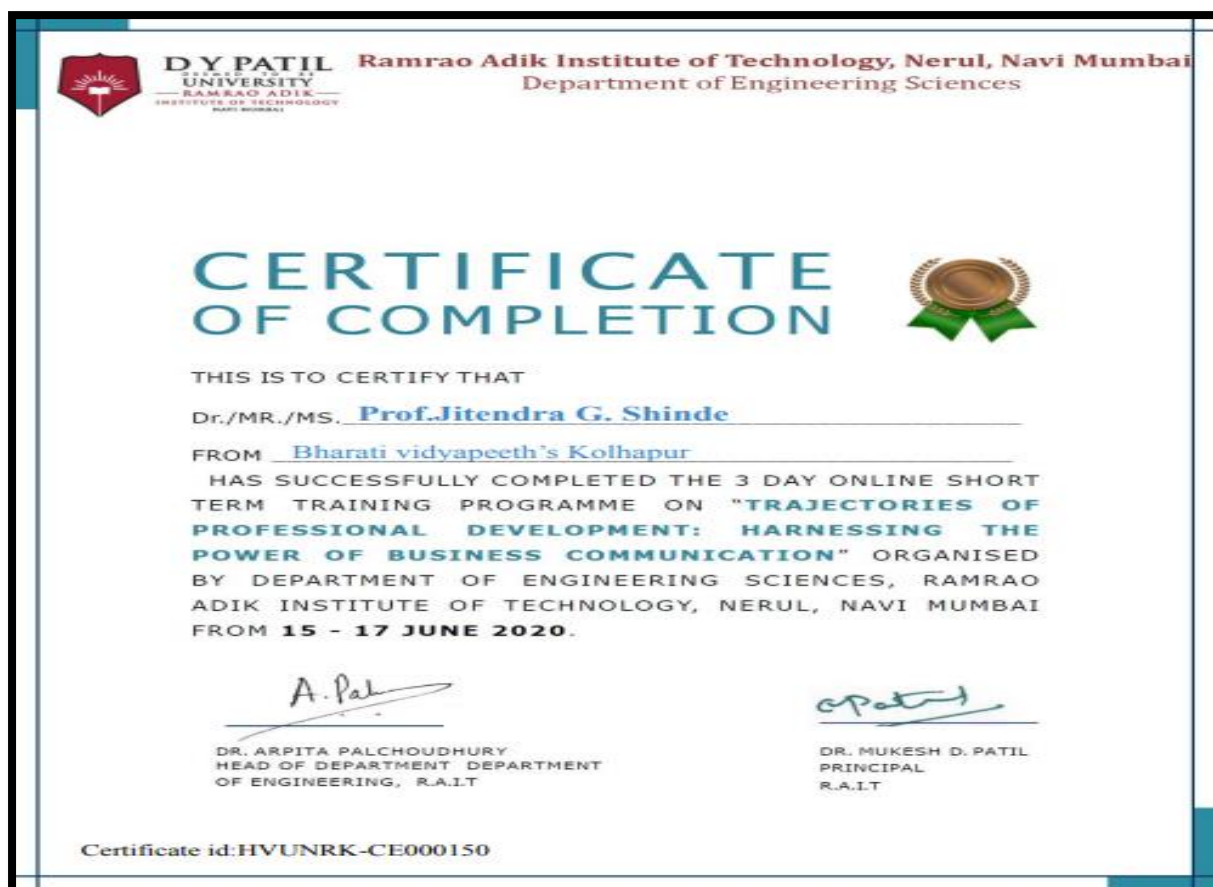 D Y PATIL
DEEMED TO BE
UNIVERSITY
RAMRAO ADIK
INSTITUTE OF TECHNOLOGY
NAVI MUMBAI
Ramrao Adik Institute of Technology, Nerul, Navi Mumbai
Department of Engineering Sciences
CERTIFICATE
OF COMPLETION
THIS IS TO CERTIFY THAT
Dr./MR./MS. Prof.Jitendra G. Shinde
FROM Bharati vidyapeeth's Kolhapur
HAS SUCCESSFULLY COMPLETED THE 3 DAY ONLINE SHORT
TERM TRAINING PROGRAMME ON "TRAJECTORIES OF
PROFESSIONAL DEVELOPMENT: HARNESSING THE
POWER OF BUSINESS COMMUNICATION" ORGANISED
BY DEPARTMENT OF ENGINEERING SCIENCES, RAMRAO
ADIK INSTITUTE OF TECHNOLOGY, NERUL, NAVI MUMBAI
FROM 15 - 17 JUNE 2020.
DR. ARPITA PALCHOUDHURY
HEAD OF DEPARTMENT DEPARTMENT
OF ENGINEERING, R.A.I.T
DR. MUKESH D. PATIL
PRINCIPAL
R.A.I.T
Certificate id:HVUNRK-CE000150